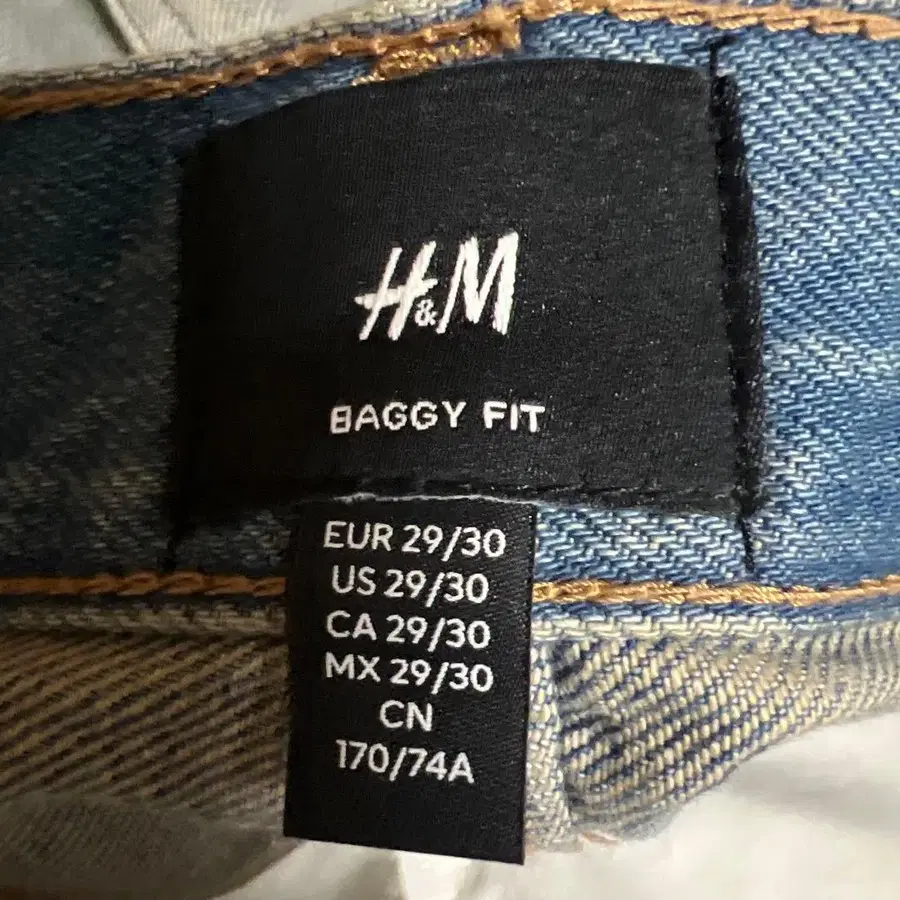 H&M
BAGGY FIT
EUR 29/30
US 29/30
CA 29/30
MX 29/30
CN
170/74A